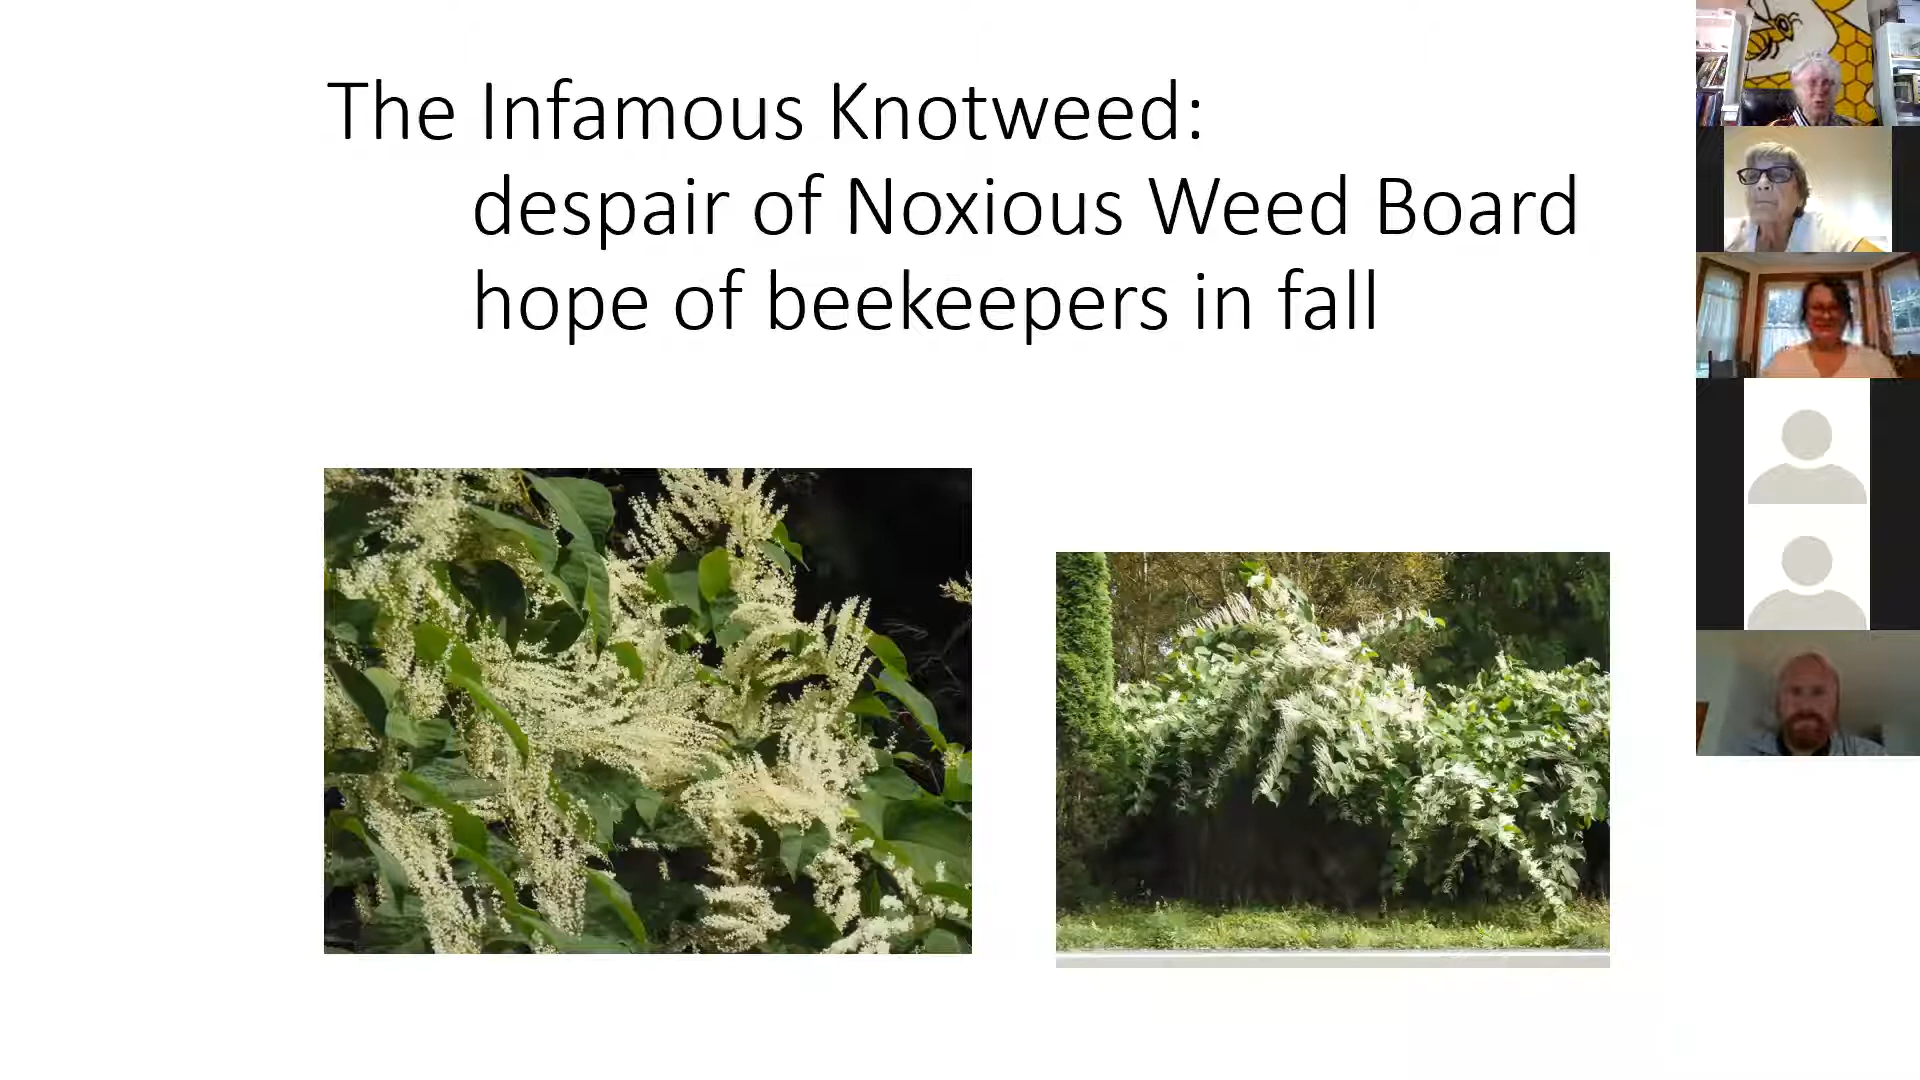 The Infamous Knotweed:
despair of Noxious Weed Board
hope of beekeepers in fall